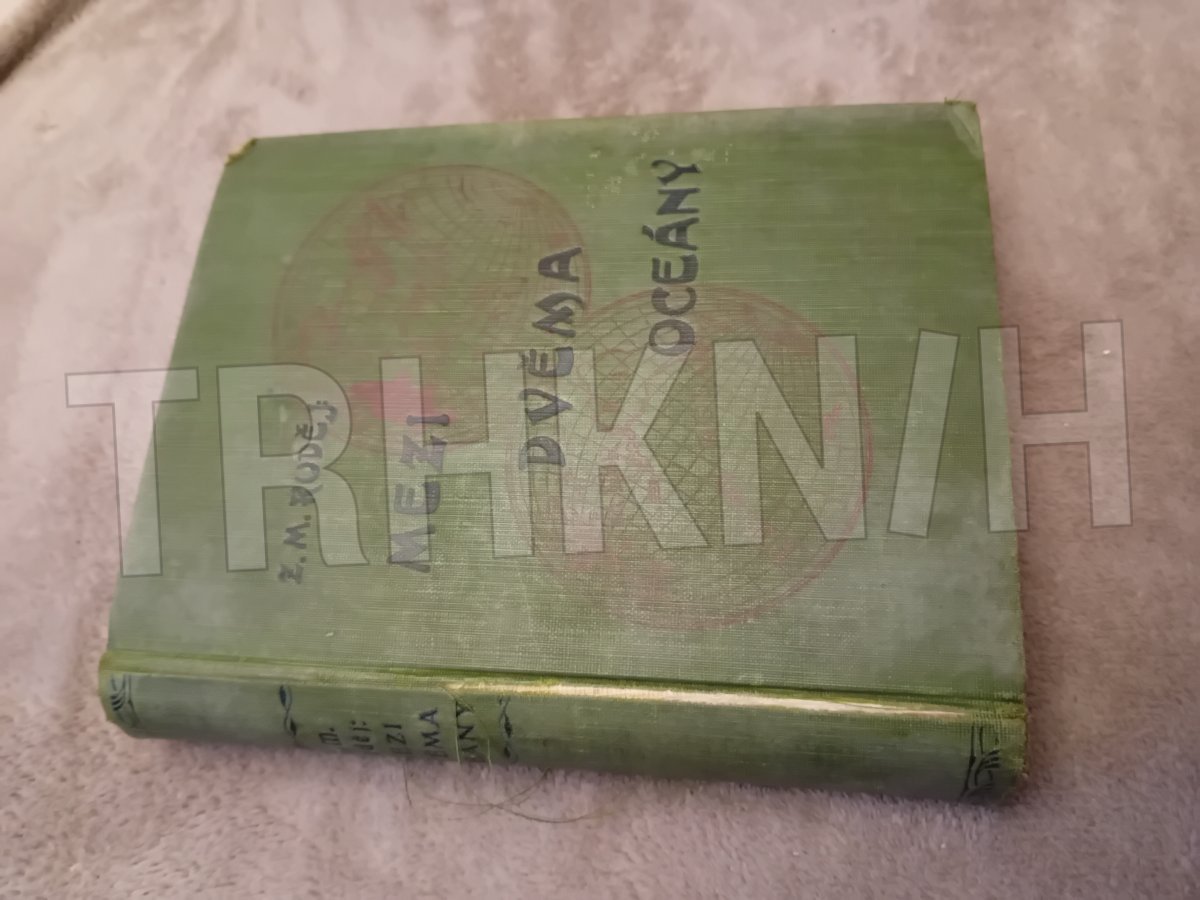 Z. M. KUDĚJ:
MEZI
DVĚMA
OCEÁNY
TRHKNIH